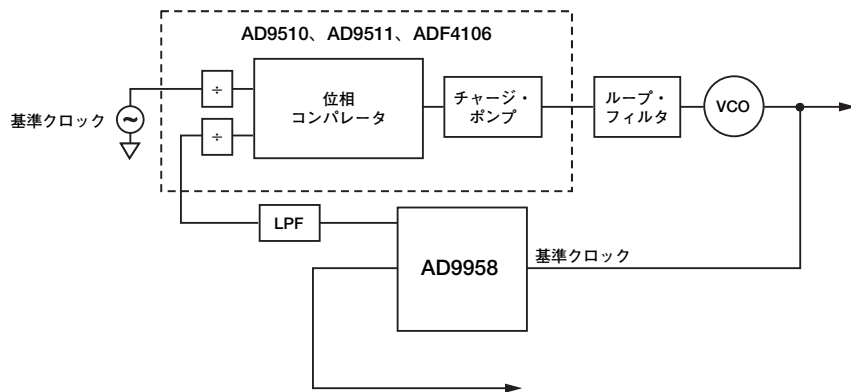 AD9510、AD9511、ADF4106
÷
÷
位相
コンパレータ
チャージ・
ポンプ
ループ・
フィルタ
VCO
基準クロック
~
LPF
AD9958
基準クロック